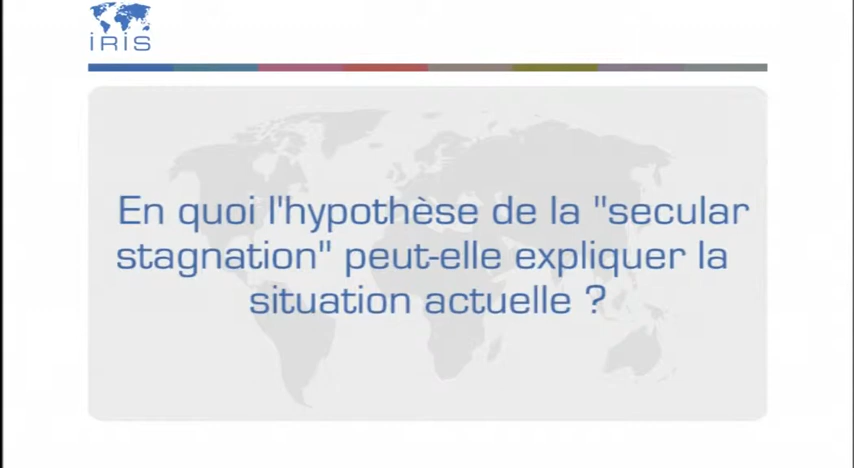 iRiS
En quoi l'hypothèse de la "secular
stagnation" peut-elle expliquer la
situation actuelle ?